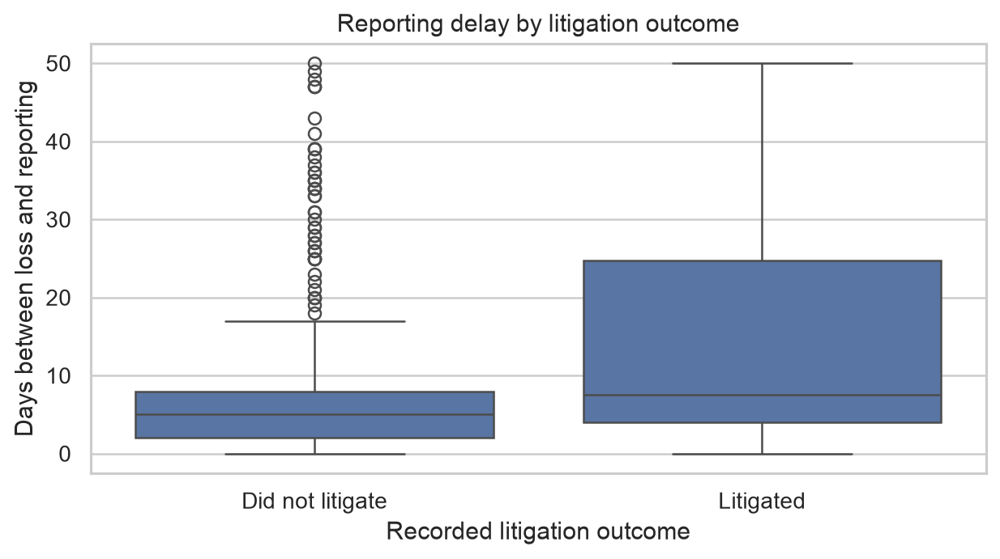 Reporting delay by litigation outcome
Days between loss and reporting
50
40
30
20
10
0
Did not litigate
Litigated
Recorded litigation outcome